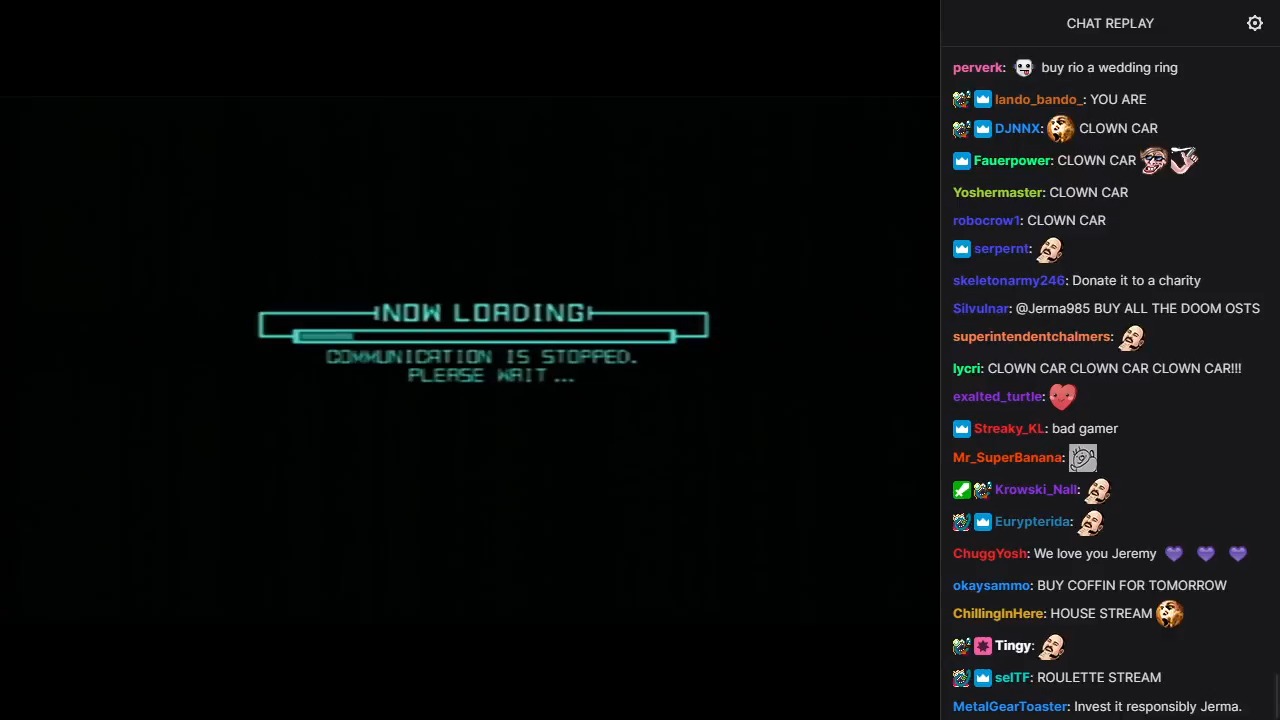 CHAT REPLAY
perverk: buy rio a wedding ring
lando_bando_: YOU ARE
DJNNX: CLOWN CAR
Fauerpower: CLOWN CAR
Yoshermaster: CLOWN CAR
robocrow1: CLOWN CAR
serpernt:
skeletonarmy246: Donate it to a charity
Silvulnar: @Jerma985 BUY ALL THE DOOM OSTS
superintendentchalmers:
lycri: CLOWN CAR CLOWN CAR CLOWN CAR!!!
exalted_turtle:
Streaky_KL: bad gamer
Mr_SuperBanana:
Krowski_Nall:
Eurypterida:
ChuggYosh: We love you Jeremy
okaysammo: BUY COFFIN FOR TOMORROW
ChillingInHere: HOUSE STREAM
Tingy:
selTF: ROULETTE STREAM
MetalGearToaster: Invest it responsibly Jerma.
NOW LOADING
COMMUNICATION IS STOPPED.
PLEASE WAIT...